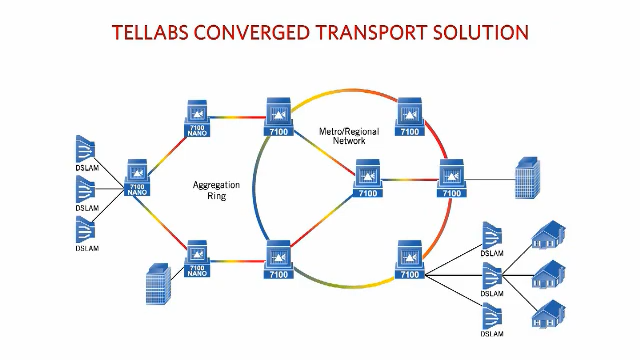 TELLABS CONVERGED TRANSPORT SOLUTION
7100
NANO
7100
Metro/Regional
Network
7100
DSLAM
7100
NANO
DSLAM
Aggregation
Ring
7100
7100
DSLAM
7100
NANO
7100
7100
DSLAM
DSLAM
DSLAM